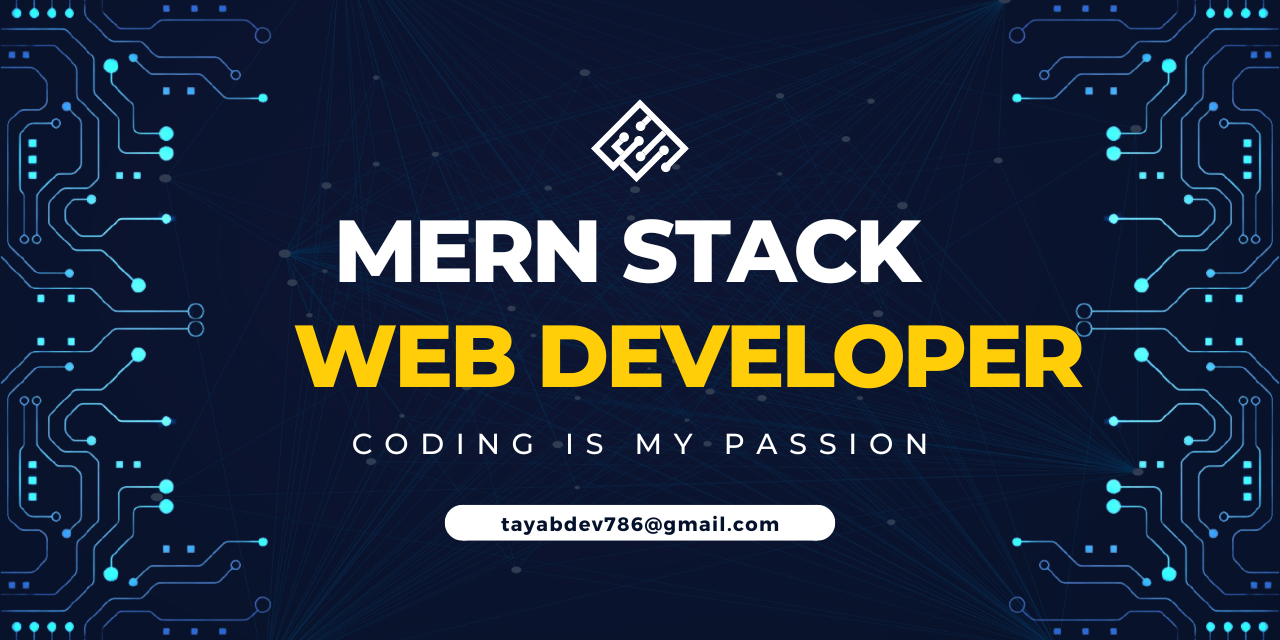 MERN STACK
WEB DEVELOPER
CODING IS MY PASSION
tayabdev786@gmail.com